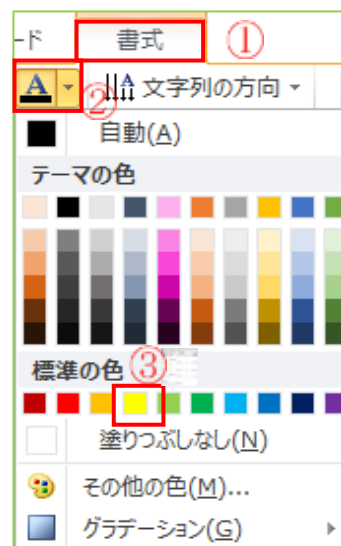 ード 書式 ①
A ② 文字列の方向
自動(A)
テーマの色
標準の色 ③
塗りつぶしなし(N)
その他の色(M)...
グラデーション(G)